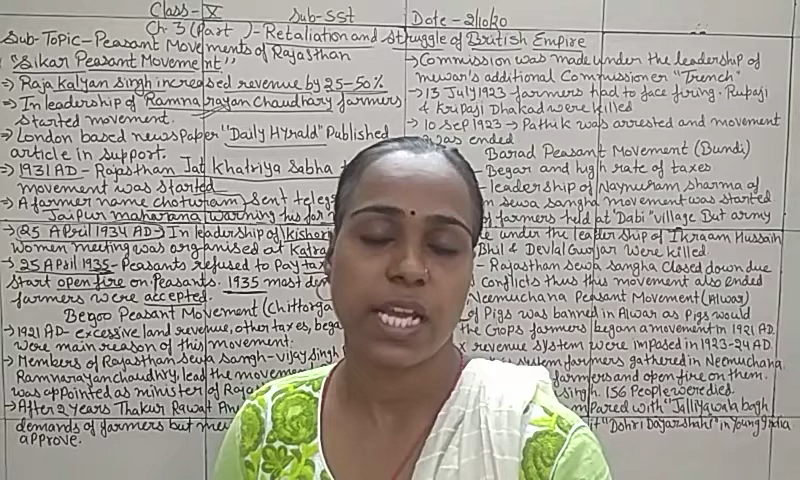 Class - X Sub - SSt Date - 2/10/20
Ch. 3 (Part ) - Retaliation and struggle of British Empire
Sub-Topic - Peasant Movements of Rajasthan
"Sikar Peasant Movement"
⇒ Raja Kalyan Singh increased revenue by 25-50%
⇒ In leadership of Ramnarayan Chaudhary farmers
started movement.
⇒ London based newspaper "Daily Hyrald" Published
article in support.
⇒ 1931 AD - Rajasthan Jat Khatriya Sabha
movement was started
⇒ A farmer name choturam sent
Jaipur maharana warning his for
→ (25 April 1934 AD) → In leadership of
women meeting was organised at
⇒ 25 April 1935 - Peasants refused to Pay
start open fire on Peasants. 1935 most
farmers were accepted.
Begoo Peasant Movement
→ 1921 AD - excessive land revenue, other taxes,
were main reason of this movement.
→ Members of Rajasthan Sewa Sangh - Vijay Singh
Ramnarayan chaudhry, lead the
was appointed as minister of
→ After 2 years Thakur Rawat
demands of farmers but
approve.
→ Commission was made under the leadership of
mewar's additional Commissioner "Trench"
→ 13 July 1923 farmers had to face firing. Rupaji
& Kripaji Dhakad were killed
→ 10 Sep 1923 → Pathik was arrested and movement
was ended
Barad Peasant Movement (Bundi)
Begar and high rate of taxes
leadership of Naynuram Sharma of
sewa sangha movement was started
farmers held at "Dabi" village But army
under the leadership of Ikraam Hussain
Bhil & Devlal Gurjar were killed.
- Rajasthan sewa sangha closed down due
conflicts thus this movement also ended
Neemuchana Peasant Movement (Alwar)
of Pigs was banned in Alwar as Pigs would
the Crops farmers began a movement in 1921 AD.
revenue system were imposed in 1923-24 AD.
system farmers gathered in Neemuchana.
farmers and open fire on them.
Singh. 156 People were died.
compared with "Jalliyawala bagh
"Dohri Dayarshahi" in Young India